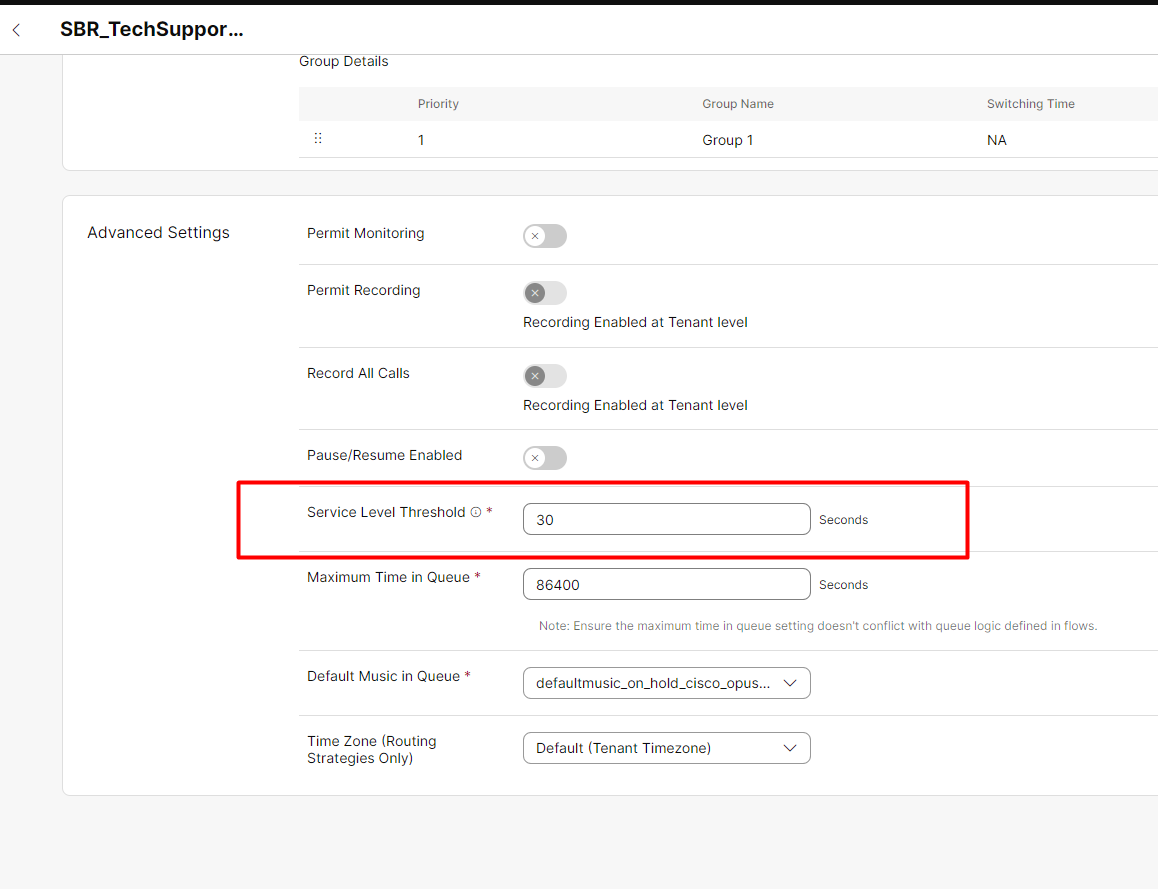 SBR_TechSuppor...
Group Details
Priority Group Name Switching Time
1 Group 1 NA
Advanced Settings
Permit Monitoring
Permit Recording
Recording Enabled at Tenant level
Record All Calls
Recording Enabled at Tenant level
Pause/Resume Enabled
Service Level Threshold * 30 Seconds
Maximum Time in Queue * 86400 Seconds
Note: Ensure the maximum time in queue setting doesn't conflict with queue logic defined in flows.
Default Music in Queue * defaultmusic_on_hold_cisco_opus...
Time Zone (Routing
Strategies Only)
Default (Tenant Timezone)